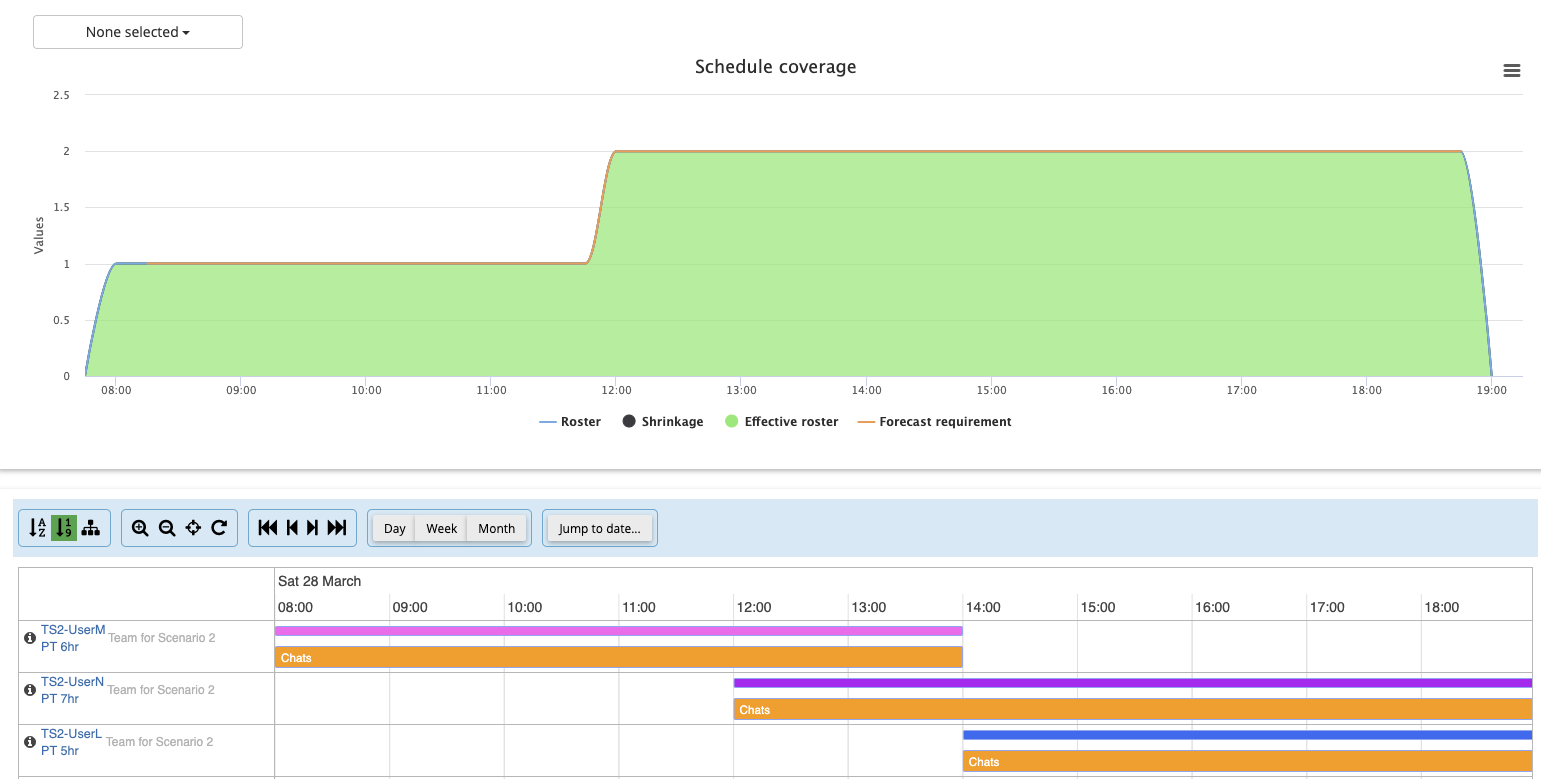 None selected
Schedule coverage
Values
2.5
2
1.5
1
0.5
0
08:00 09:00 10:00 11:00 12:00 13:00 14:00 15:00 16:00 17:00 18:00 19:00
Roster Shrinkage Effective roster Forecast requirement
Day Week Month Jump to date...
Sat 28 March
08:00 09:00 10:00 11:00 12:00 13:00 14:00 15:00 16:00 17:00 18:00
TS2-UserM Team for Scenario 2
PT 6hr
Chats
TS2-UserN Team for Scenario 2
PT 7hr
Chats
TS2-UserL Team for Scenario 2
PT 5hr
Chats